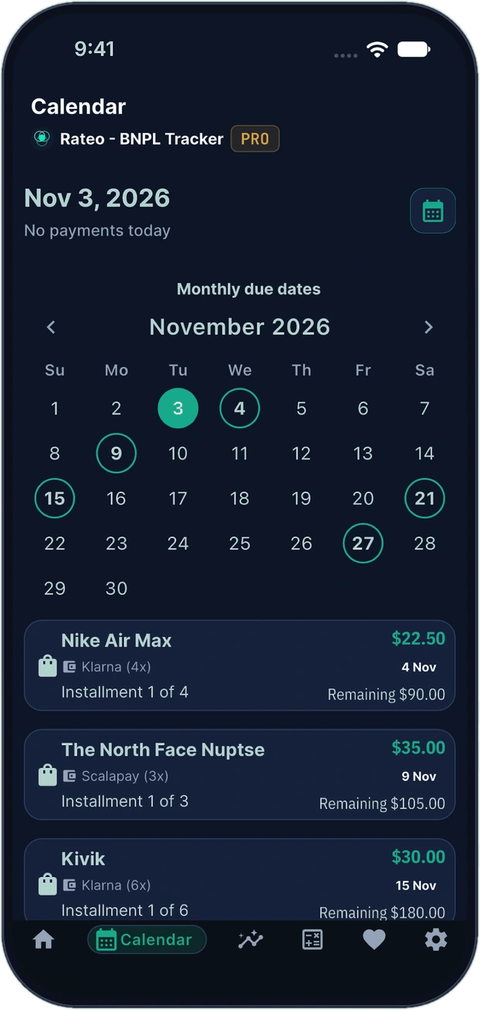 9:41
Calendar
Rateo - BNPL Tracker PRO
Nov 3, 2026
No payments today
Monthly due dates
November 2026
Su Mo Tu We Th Fr Sa
1 2 3 4 5 6 7
8 9 10 11 12 13 14
15 16 17 18 19 20 21
22 23 24 25 26 27 28
29 30
Nike Air Max $22.50
Klarna (4x) 4 Nov
Installment 1 of 4 Remaining $90.00
The North Face Nuptse $35.00
Scalapay (3x) 9 Nov
Installment 1 of 3 Remaining $105.00
Kivik $30.00
Klarna (6x) 15 Nov
Installment 1 of 6 Remaining $180.00
Calendar